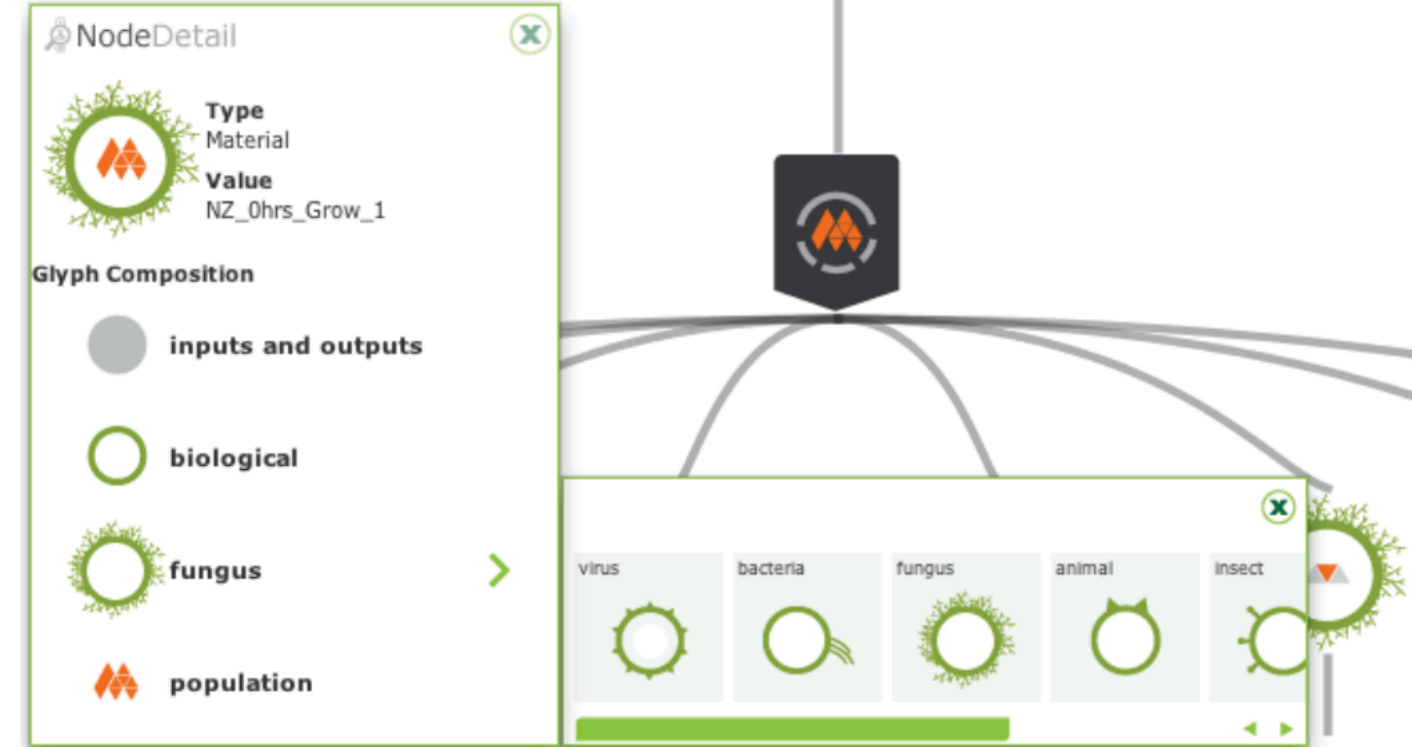 NodeDetail
X
Type
Material
Value
NZ_0hrs_Grow_1
Glyph Composition
inputs and outputs
biological
fungus
population
X
virus bacteria fungus animal insect